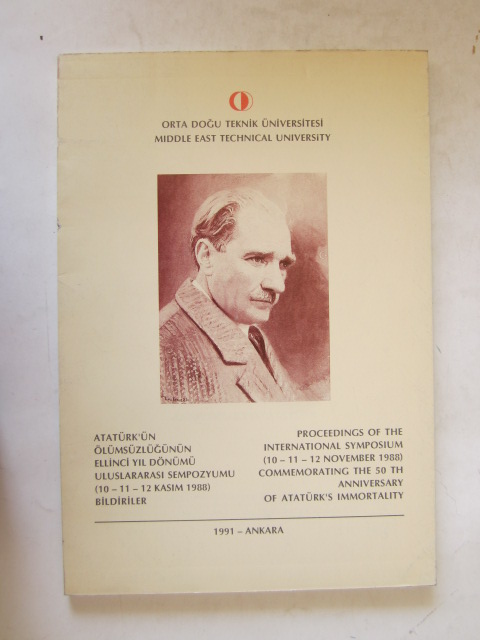 ORTA DOĞU TEKNİK ÜNİVERSİTESİ
MIDDLE EAST TECHNICAL UNIVERSITY
ATATÜRK'ÜN
ÖLÜMSÜZLÜĞÜNÜN
ELLİNCİ YIL DÖNÜMÜ
ULUSLARARASI SEMPOZYUMU
(10 – 11 – 12 KASIM 1988)
BİLDİRİLER
PROCEEDINGS OF THE
INTERNATIONAL SYMPOSIUM
(10 – 11 – 12 NOVEMBER 1988)
COMMEMORATING THE 50 TH
ANNIVERSARY
OF ATATÜRK'S IMMORTALITY
1991 – ANKARA